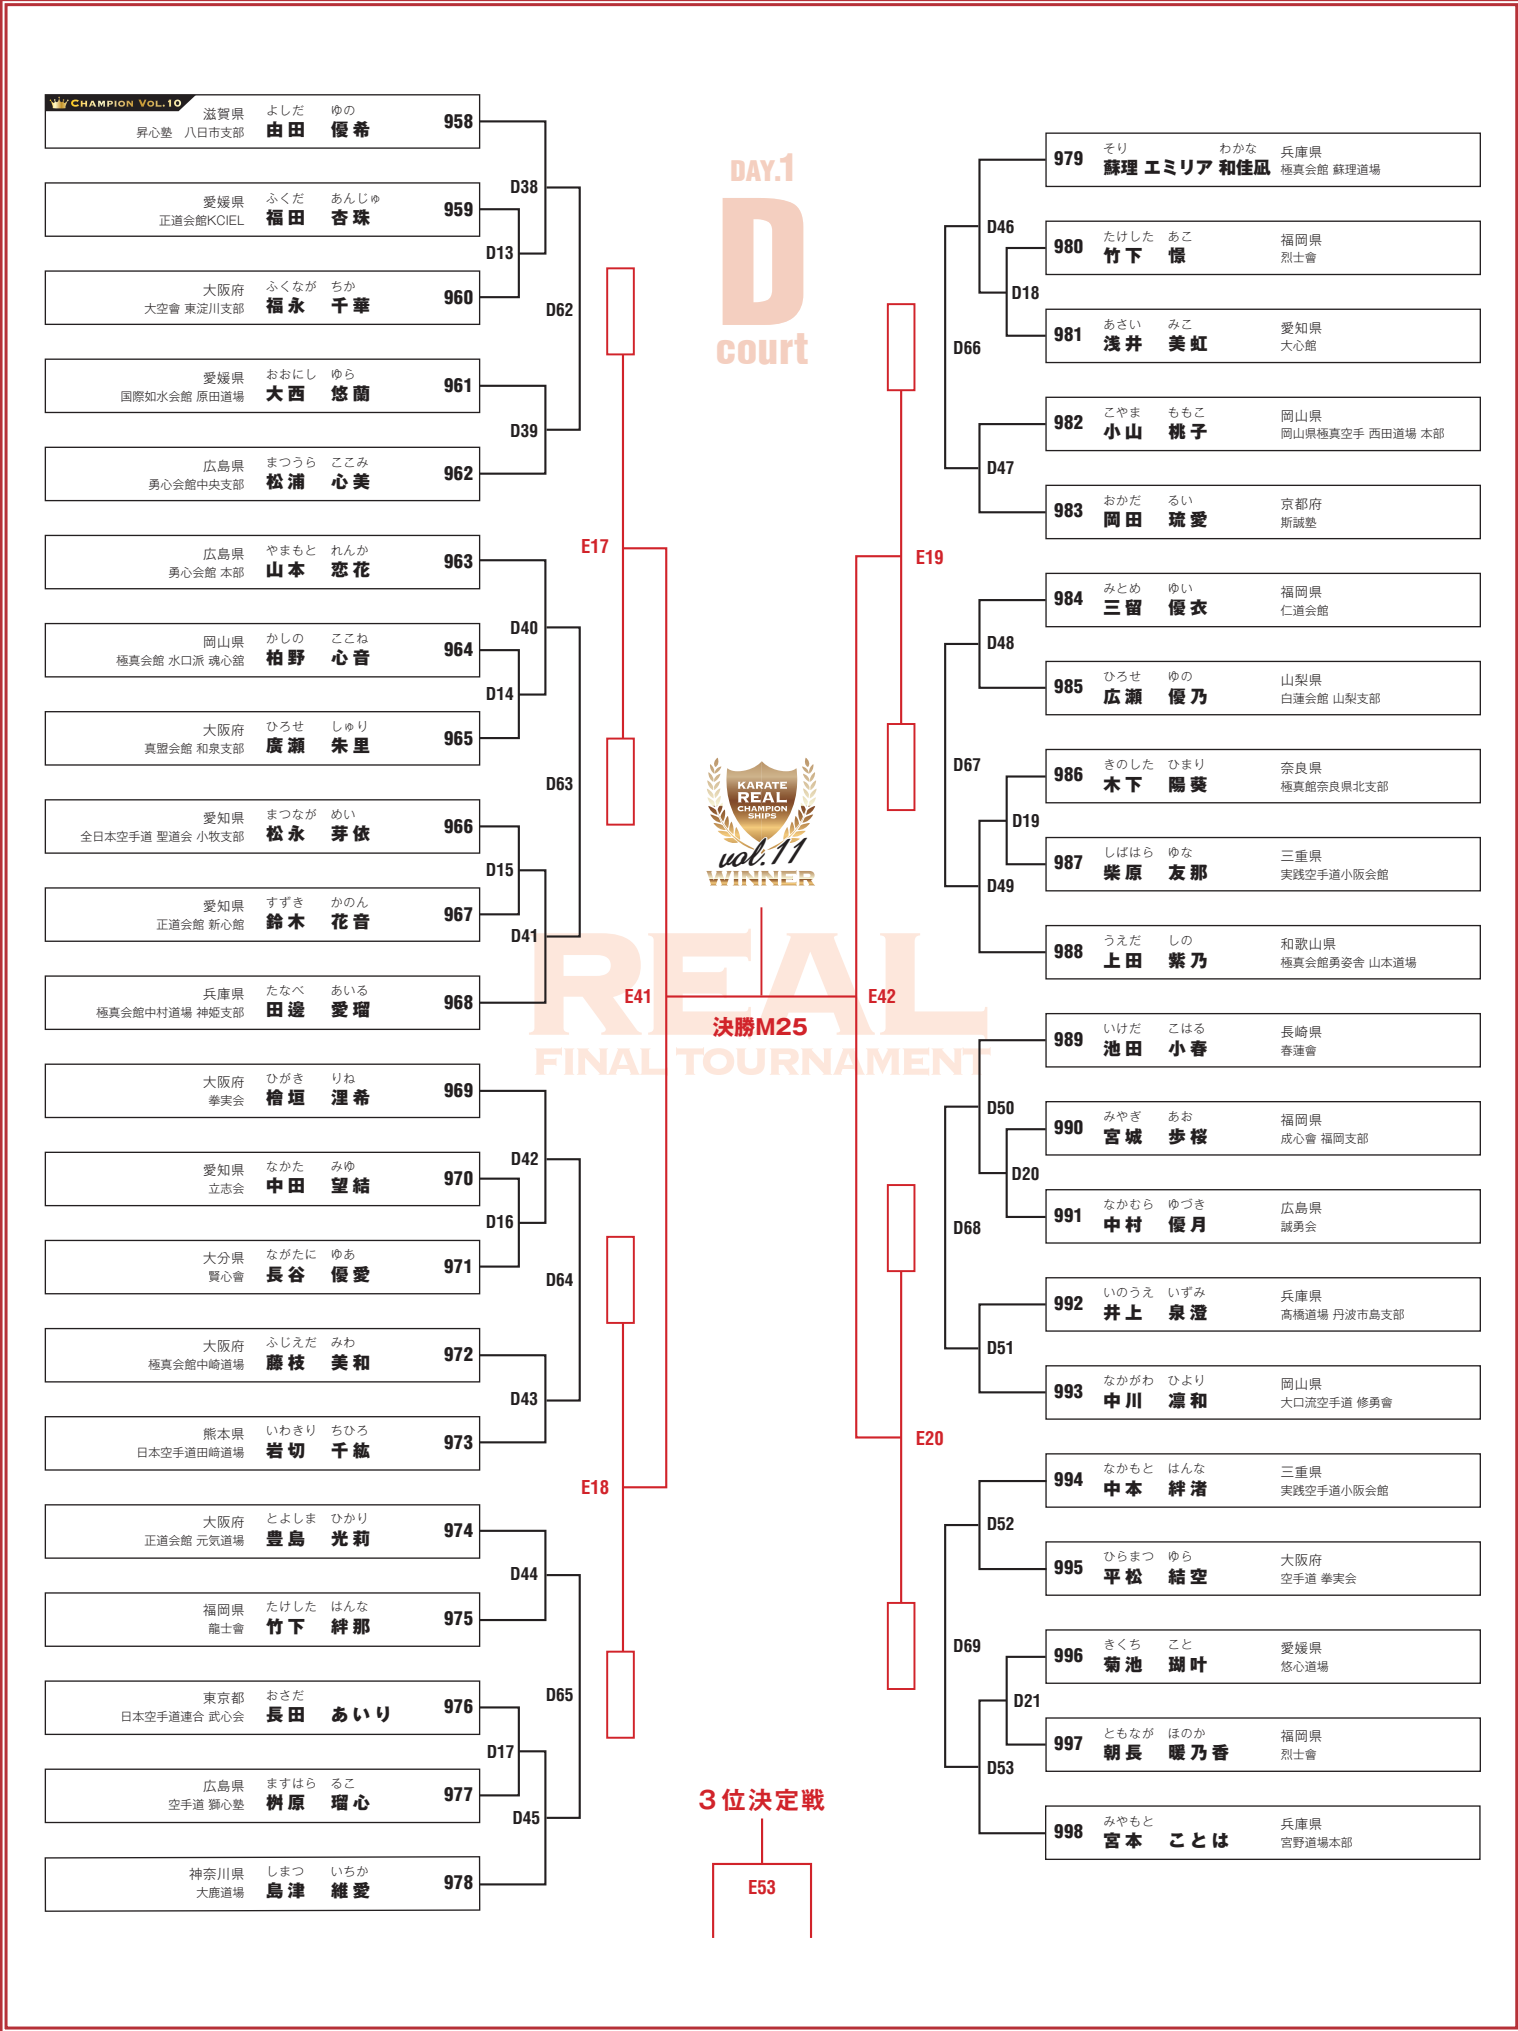 CHAMPION VOL.10
滋賀県 よしだ ゆの
昇心塾 八日市支部 由田 優希 958
愛媛県 ふくだ あんじゅ
正道会館KCIEL 福田 杏珠 959
大阪府 ふくなが ちか
大空會 東淀川支部 福永 千華 960
愛媛県 おおにし ゆら
国際如水会館 原田道場 大西 悠蘭 961
広島県 まつうら ここみ
勇心会館中央支部 松浦 心美 962
広島県 やまもと れんか
勇心会館 本部 山本 恋花 963
岡山県 かしの ここね
極真会館 水口派 魂心舘 柏野 心音 964
大阪府 ひろせ しゅり
真盟会館 和泉支部 廣瀬 朱里 965
愛知県 まつなが めい
全日本空手道 聖道会 小牧支部 松永 芽依 966
愛知県 すずき かのん
正道会館 新心館 鈴木 花音 967
兵庫県 たなべ あいる
極真会館中村道場 神姫支部 田邊 愛瑠 968
大阪府 ひがき りね
拳実会 檜垣 浬希 969
愛知県 なかた みゆ
立志会 中田 望結 970
大分県 ながたに ゆあ
賢心會 長谷 優愛 971
大阪府 ふじえだ みわ
極真会館中崎道場 藤枝 美和 972
熊本県 いわきり ちひろ
日本空手道田﨑道場 岩切 千紘 973
大阪府 とよしま ひかり
正道会館 元気道場 豊島 光莉 974
福岡県 たけした はんな
龍士會 竹下 絆那 975
東京都 おさだ
日本空手道連合 武心会 長田 あいり 976
広島県 ますはら るこ
空手道 獅心塾 桝原 瑠心 977
神奈川県 しまつ いちか
大鹿道場 島津 維愛 978
D38
D13
D62
D39
D40
D14
D63
D15
D41
D42
D16
D64
D43
D44
D65
D17
D45
E17
E41
E18
DAY.1
D
court
KARATE
REAL
CHAMPION
SHIPS
vol.11
WINNER
REAL
FINAL TOURNAMENT
決勝M25
3位決定戦
E53
E19
E42
E20
D46
D18
D66
D47
D48
D67
D19
D49
D50
D20
D68
D51
D52
D69
D21
D53
そり わかな 兵庫県
979 蘇理 エミリア 和佳凪 極真会館 蘇理道場
たけした あこ 福岡県
980 竹下 憬 烈士會
あさい みこ 愛知県
981 浅井 美虹 大心館
こやま ももこ 岡山県
982 小山 桃子 岡山県極真空手 西田道場 本部
おかだ るい 京都府
983 岡田 琉愛 斯誠塾
みとめ ゆい 福岡県
984 三留 優衣 仁道会館
ひろせ ゆの 山梨県
985 広瀬 優乃 白蓮会館 山梨支部
きのした ひまり 奈良県
986 木下 陽葵 極真館奈良県北支部
しばはら ゆな 三重県
987 柴原 友那 実践空手道小阪会館
うえだ しの 和歌山県
988 上田 紫乃 極真会館勇姿舎 山本道場
いけだ こはる 長崎県
989 池田 小春 春蓮會
みやぎ あお 福岡県
990 宮城 歩桜 成心會 福岡支部
なかむら ゆづき 広島県
991 中村 優月 誠勇会
いのうえ いずみ 兵庫県
992 井上 泉澄 髙橋道場 丹波市島支部
なかがわ ひより 岡山県
993 中川 凛和 大口流空手道 修勇會
なかもと はんな 三重県
994 中本 絆渚 実践空手道小阪会館
ひらまつ ゆら 大阪府
995 平松 結空 空手道 拳実会
きくち こと 愛媛県
996 菊池 瑚叶 悠心道場
ともなが ほのか 福岡県
997 朝長 暖乃香 烈士會
みやもと 兵庫県
998 宮本 ことは 宮野道場本部